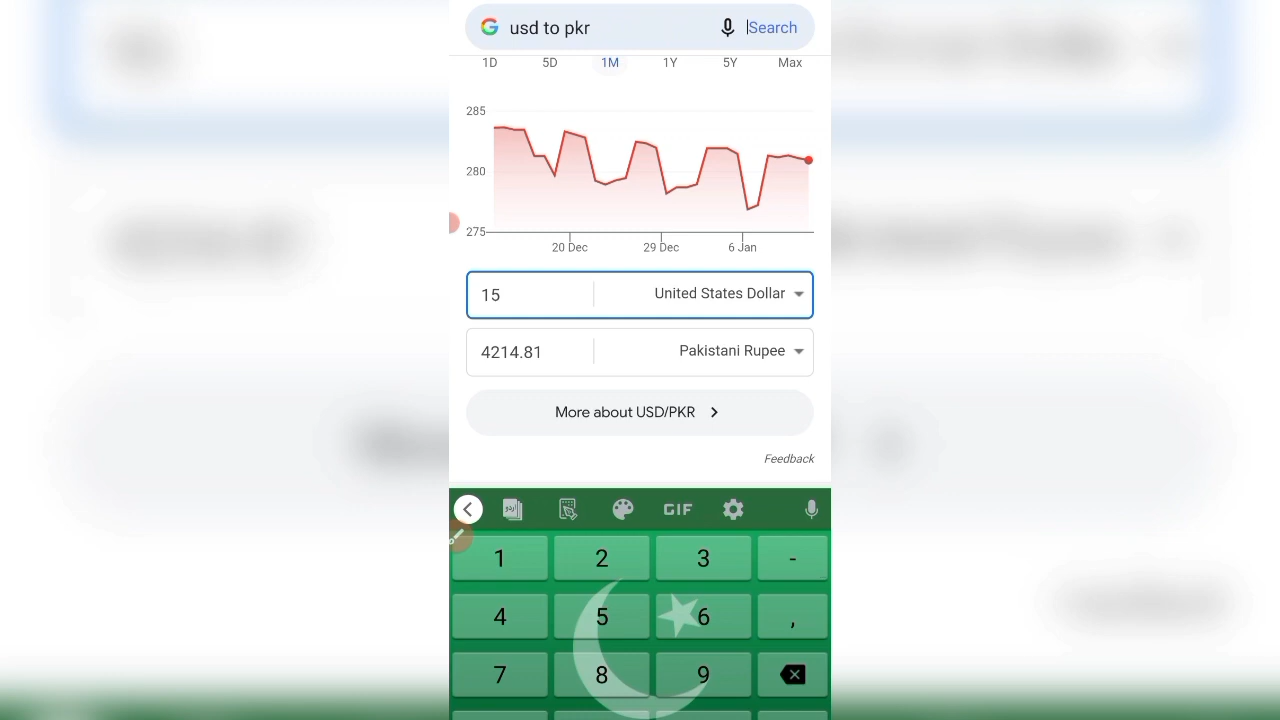 usd to pkr Search
1D 5D 1M 1Y 5Y Max
285
280
275
20 Dec 29 Dec 6 Jan
15 United States Dollar
4214.81 Pakistani Rupee
More about USD/PKR
Feedback
اردو GIF
1 2 3 -
4 5 6 ,
7 8 9